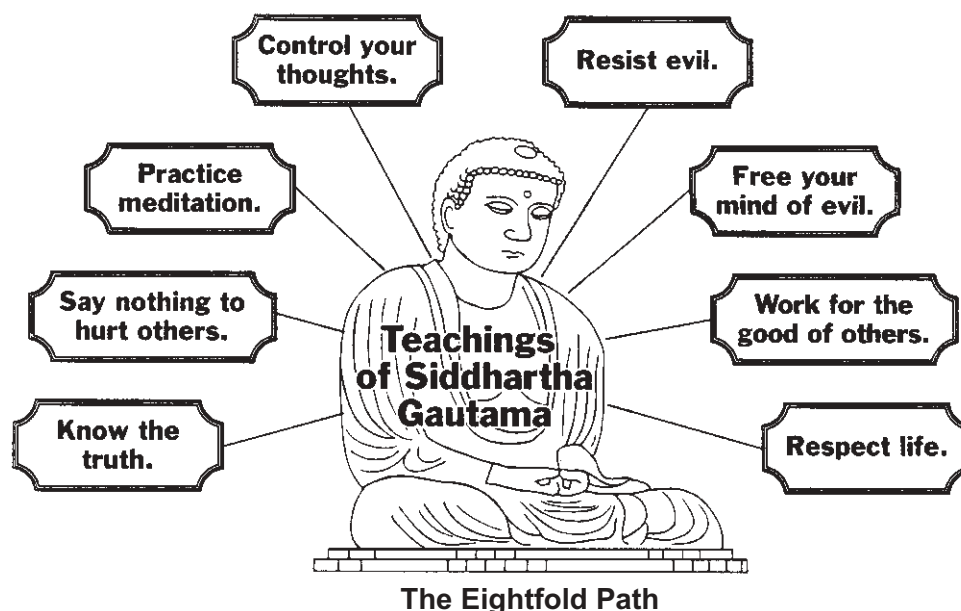 Control your
thoughts.
Resist evil.
Practice
meditation.
Free your
mind of evil.
Say nothing to
hurt others.
Work for the
good of others.
Teachings
of Siddhartha
Gautama
Know the
truth.
Respect life.
The Eightfold Path